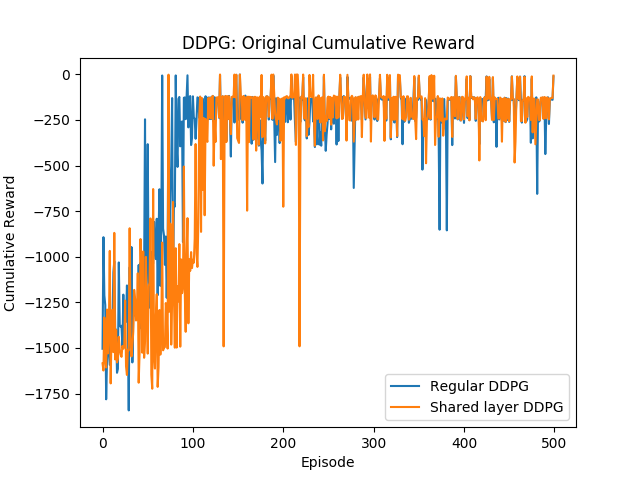 DDPG: Original Cumulative Reward
Cumulative Reward
0
−250
−500
−750
−1000
−1250
−1500
−1750
0
100
200
300
400
500
Episode
Regular DDPG
Shared layer DDPG